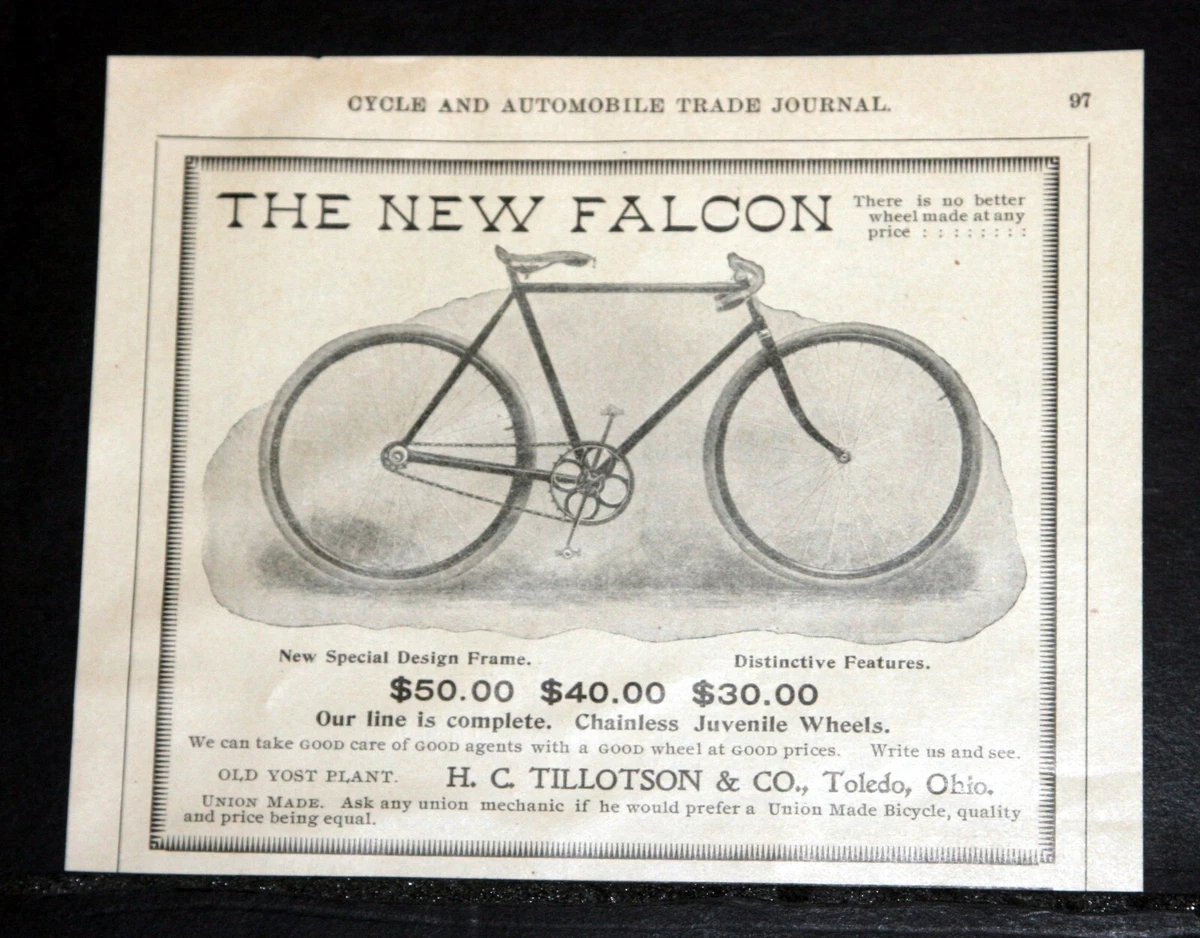 CYCLE AND AUTOMOBILE TRADE JOURNAL. 97
THE NEW FALCON
There is no better
wheel made at any
price : : : : : : : :
New Special Design Frame. Distinctive Features.
$50.00 $40.00 $30.00
Our line is complete. Chainless Juvenile Wheels.
We can take GOOD care of GOOD agents with a GOOD wheel at GOOD prices. Write us and see.
OLD YOST PLANT. H. C. TILLOTSON & CO., Toledo, Ohio.
UNION MADE. Ask any union mechanic if he would prefer a Union Made Bicycle, quality
and price being equal.